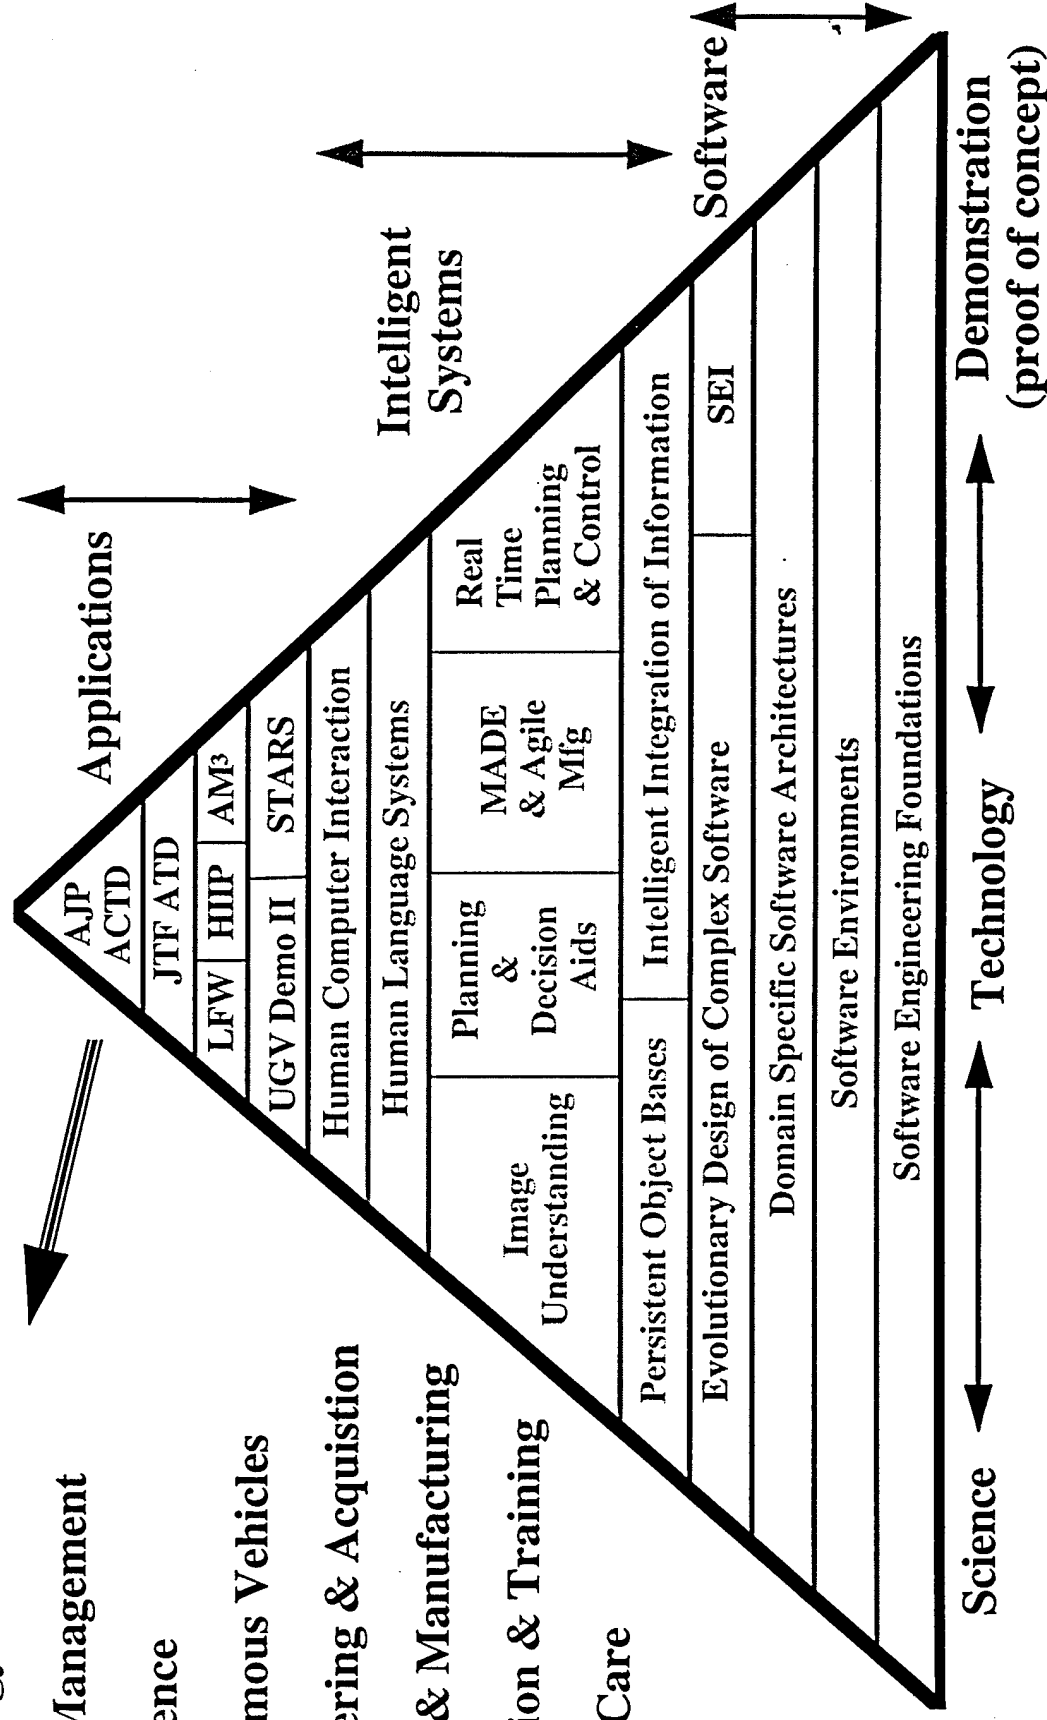 Management
ence
mous Vehicles
ering & Acquistion
& Manufacturing
ion & Training
Care
Applications
Intelligent
Systems
Software
AJP
ACTD
JTF ATD
LFW HIIP AM³
UGV Demo II STARS
Human Computer Interaction
Human Language Systems
Image
Understanding
Planning
&
Decision
Aids
MADE
& Agile
Mfg
Real
Time
Planning
& Control
Persistent Object Bases Intelligent Integration of Information
Evolutionary Design of Complex Software SEI
Domain Specific Software Architectures
Software Environments
Software Engineering Foundations
Science Technology Demonstration
(proof of concept)